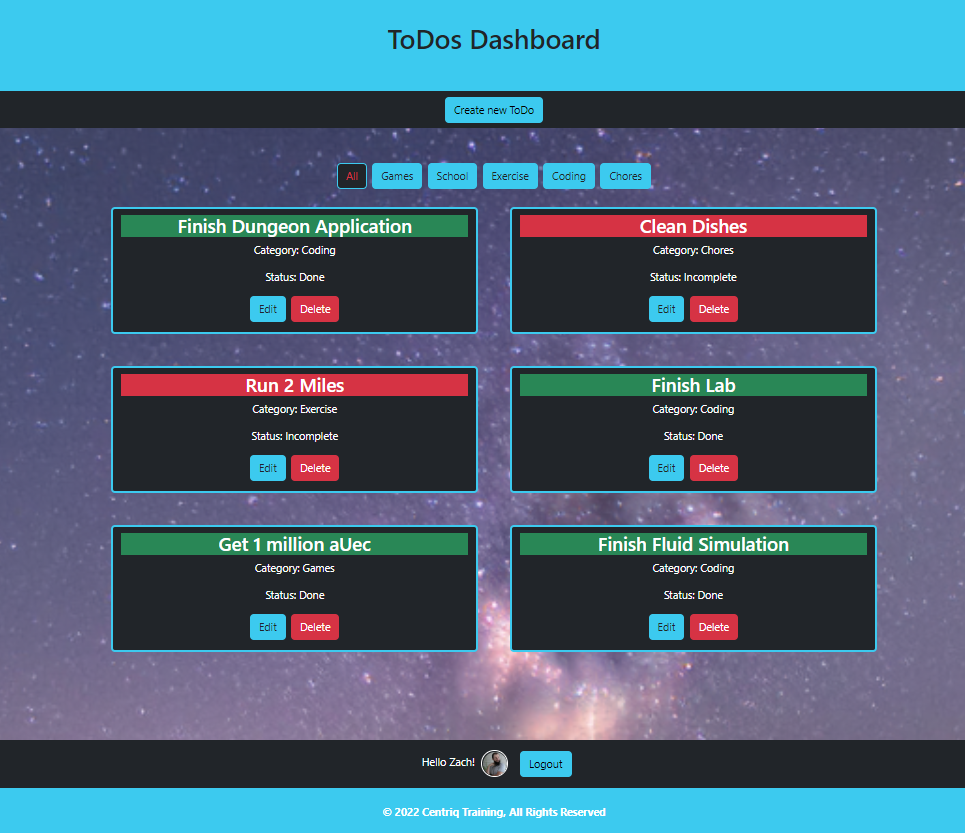 ToDos Dashboard
Create new ToDo
All Games School Exercise Coding Chores
Finish Dungeon Application
Category: Coding
Status: Done
Edit Delete
Clean Dishes
Category: Chores
Status: Incomplete
Edit Delete
Run 2 Miles
Category: Exercise
Status: Incomplete
Edit Delete
Finish Lab
Category: Coding
Status: Done
Edit Delete
Get 1 million aUec
Category: Games
Status: Done
Edit Delete
Finish Fluid Simulation
Category: Coding
Status: Done
Edit Delete
Hello Zach! Logout
© 2022 Centriq Training, All Rights Reserved